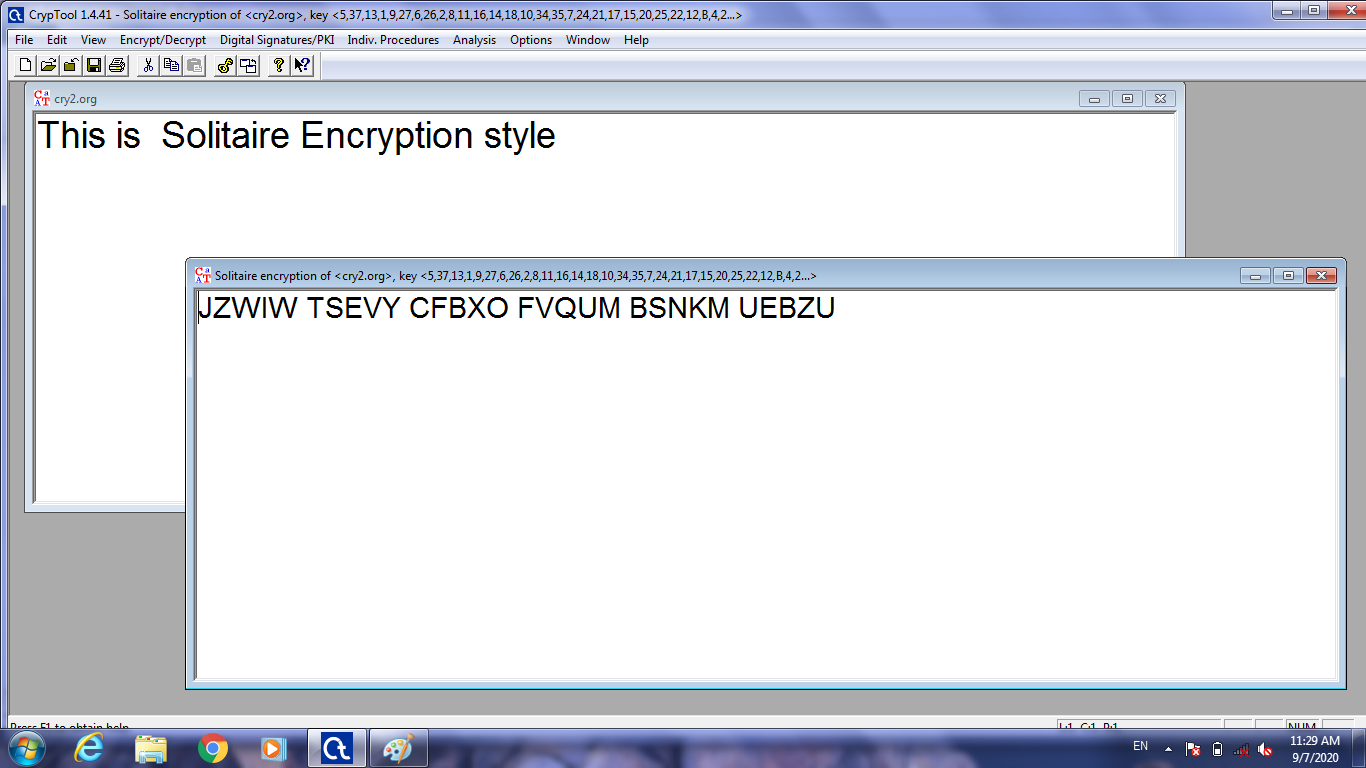 CrypTool 1.4.41 - Solitaire encryption of <cry2.org>, key <5,37,13,1,9,27,6,26,2,8,11,16,14,18,10,34,35,7,24,21,17,15,20,25,22,12,B,4,2...>
File Edit View Encrypt/Decrypt Digital Signatures/PKI Indiv. Procedures Analysis Options Window Help
cry2.org
This is  Solitaire Encryption style
Solitaire encryption of <cry2.org>, key <5,37,13,1,9,27,6,26,2,8,11,16,14,18,10,34,35,7,24,21,17,15,20,25,22,12,B,4,2...>
JZWIW TSEVY CFBXO FVQUM BSNKM UEBZU
Press F1 to obtain help.
L:1 C:1 P:1 NUM
EN
11:29 AM
9/7/2020